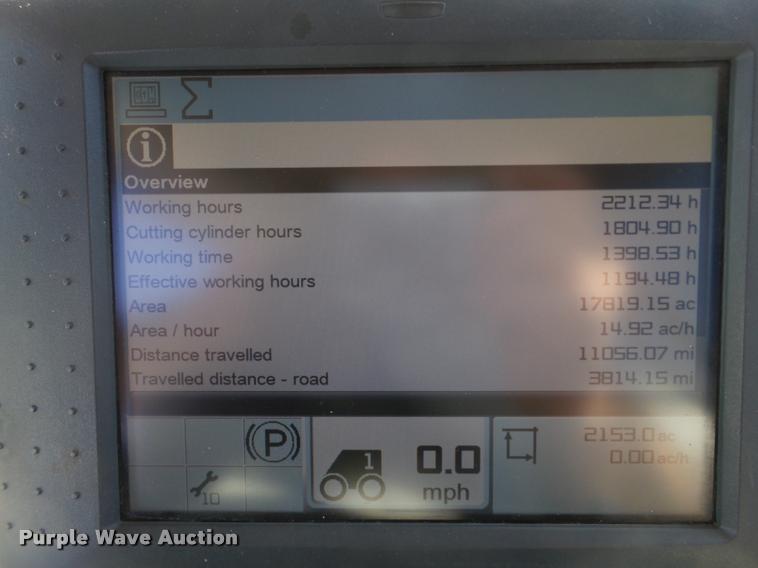 Overview
Working hours 2212.34 h
Cutting cylinder hours 1804.90 h
Working time 1398.53 h
Effective working hours 1194.48 h
Area 17819.15 ac
Area / hour 14.92 ac/h
Distance travelled 11056.07 mi
Travelled distance - road 3814.15 mi
P
1
0.0
mph
2153.0 ac
0.00 ac/h
10
Purple Wave Auction